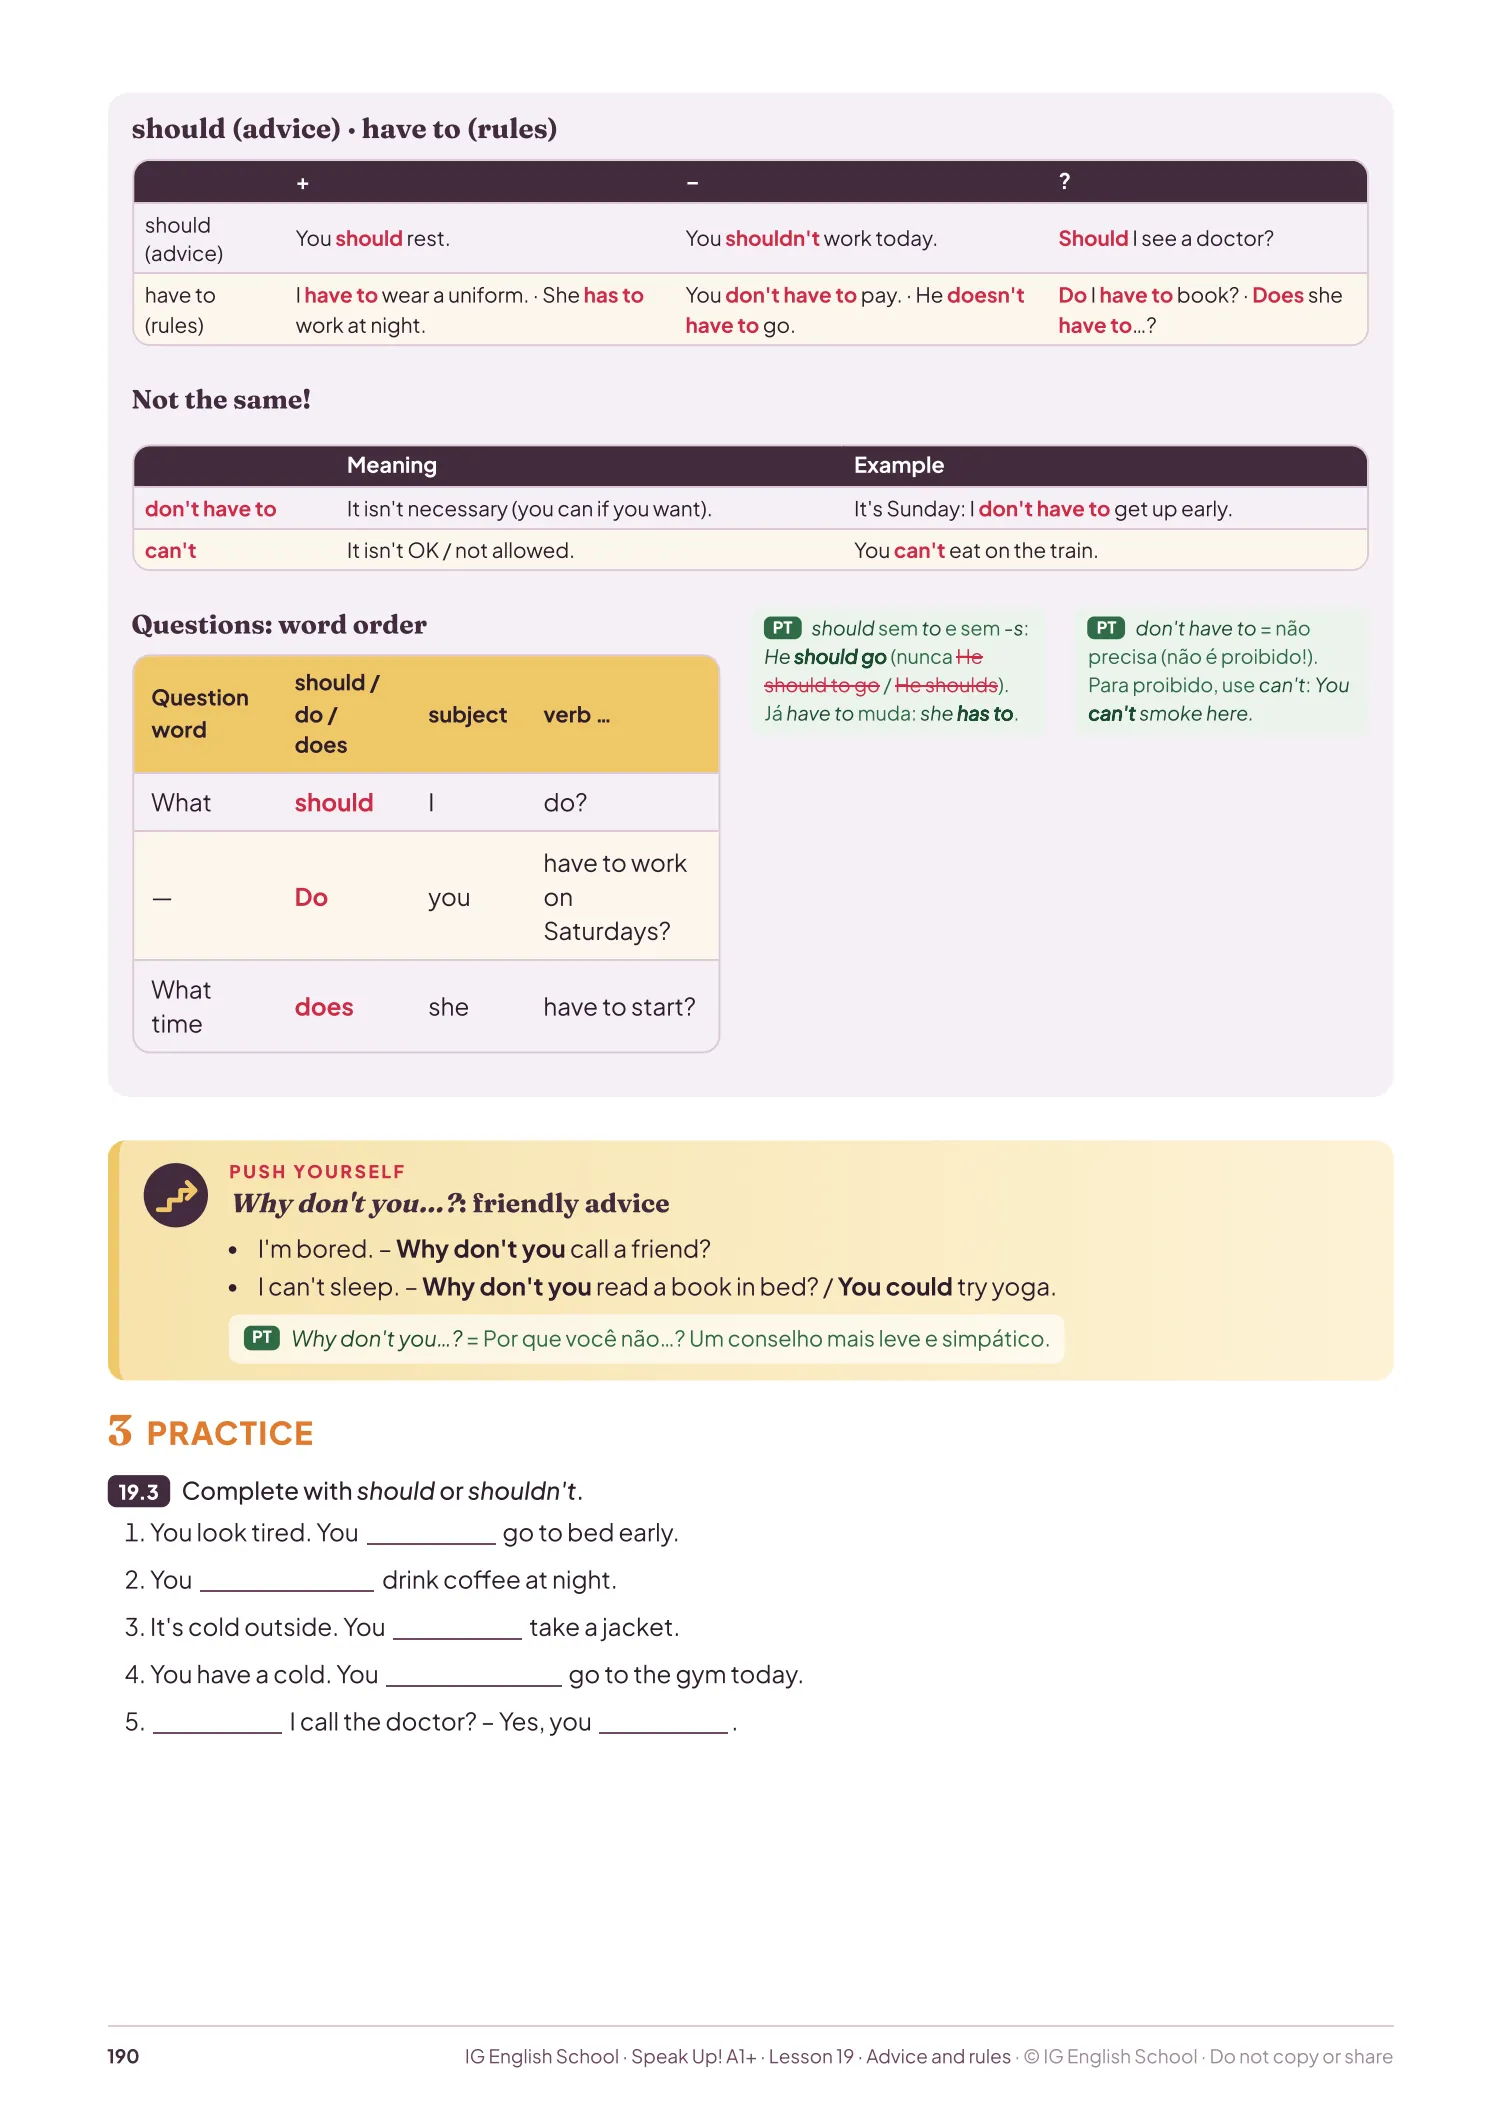 should (advice) · have to (rules)
+ – ?
should (advice) You should rest. You shouldn't work today. Should I see a doctor?
have to (rules) I have to wear a uniform. · She has to work at night. You don't have to pay. · He doesn't have to go. Do I have to book? · Does she have to...?
Not the same!
Meaning Example
don't have to It isn't necessary (you can if you want). It's Sunday: I don't have to get up early.
can't It isn't OK / not allowed. You can't eat on the train.
Questions: word order
Question word should / do / does subject verb ...
What should I do?
— Do you have to work on Saturdays?
What time does she have to start?
PT should sem to e sem -s:
He should go (nunca He
should to go / He shoulds).
Já have to muda: she has to.
PT don't have to = não
precisa (não é proibido!).
Para proibido, use can't: You
can't smoke here.
PUSH YOURSELF
Why don't you...?: friendly advice
• I'm bored. – Why don't you call a friend?
• I can't sleep. – Why don't you read a book in bed? / You could try yoga.
PT Why don't you...? = Por que você não...? Um conselho mais leve e simpático.
3 PRACTICE
19.3 Complete with should or shouldn't.
1. You look tired. You __________ go to bed early.
2. You __________ drink coffee at night.
3. It's cold outside. You __________ take a jacket.
4. You have a cold. You __________ go to the gym today.
5. __________ I call the doctor? – Yes, you __________.
190 IG English School · Speak Up! A1+ · Lesson 19 · Advice and rules · © IG English School · Do not copy or share